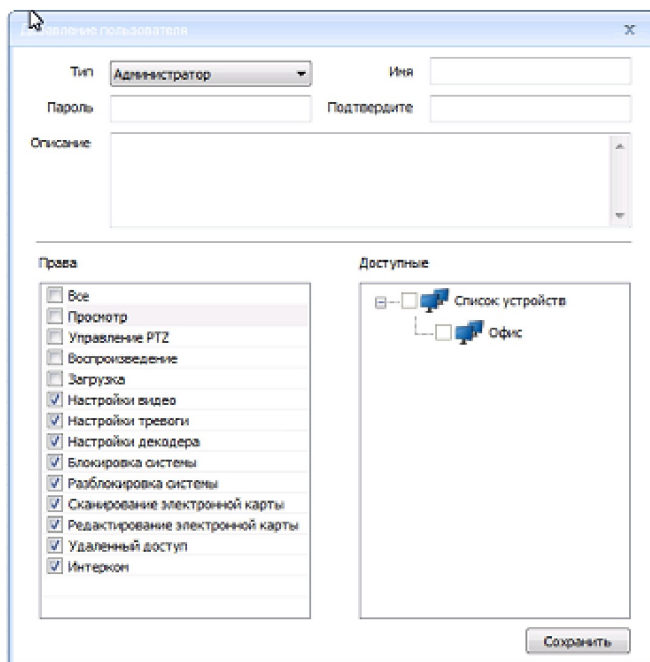 Добавление пользователя
Тип
Администратор
Имя
Пароль
Подтвердите
Описание
Права
Доступные
Все
Просмотр
Управление PTZ
Воспроизведение
Загрузка
Настройки видео
Настройки тревоги
Настройки декодера
Блокировка системы
Разблокировка системы
Сканирование электронной карты
Редактирование электронной карты
Удаленный доступ
Интерком
Список устройств
Офис
Сохранить